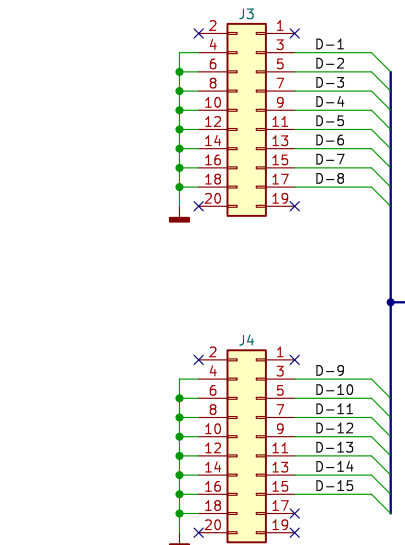 J3
2 1
4 3 D-1
6 5 D-2
8 7 D-3
10 9 D-4
12 11 D-5
14 13 D-6
16 15 D-7
18 17 D-8
20 19
J4
2 1
4 3 D-9
6 5 D-10
8 7 D-11
10 9 D-12
12 11 D-13
14 13 D-14
16 15 D-15
18 17
20 19